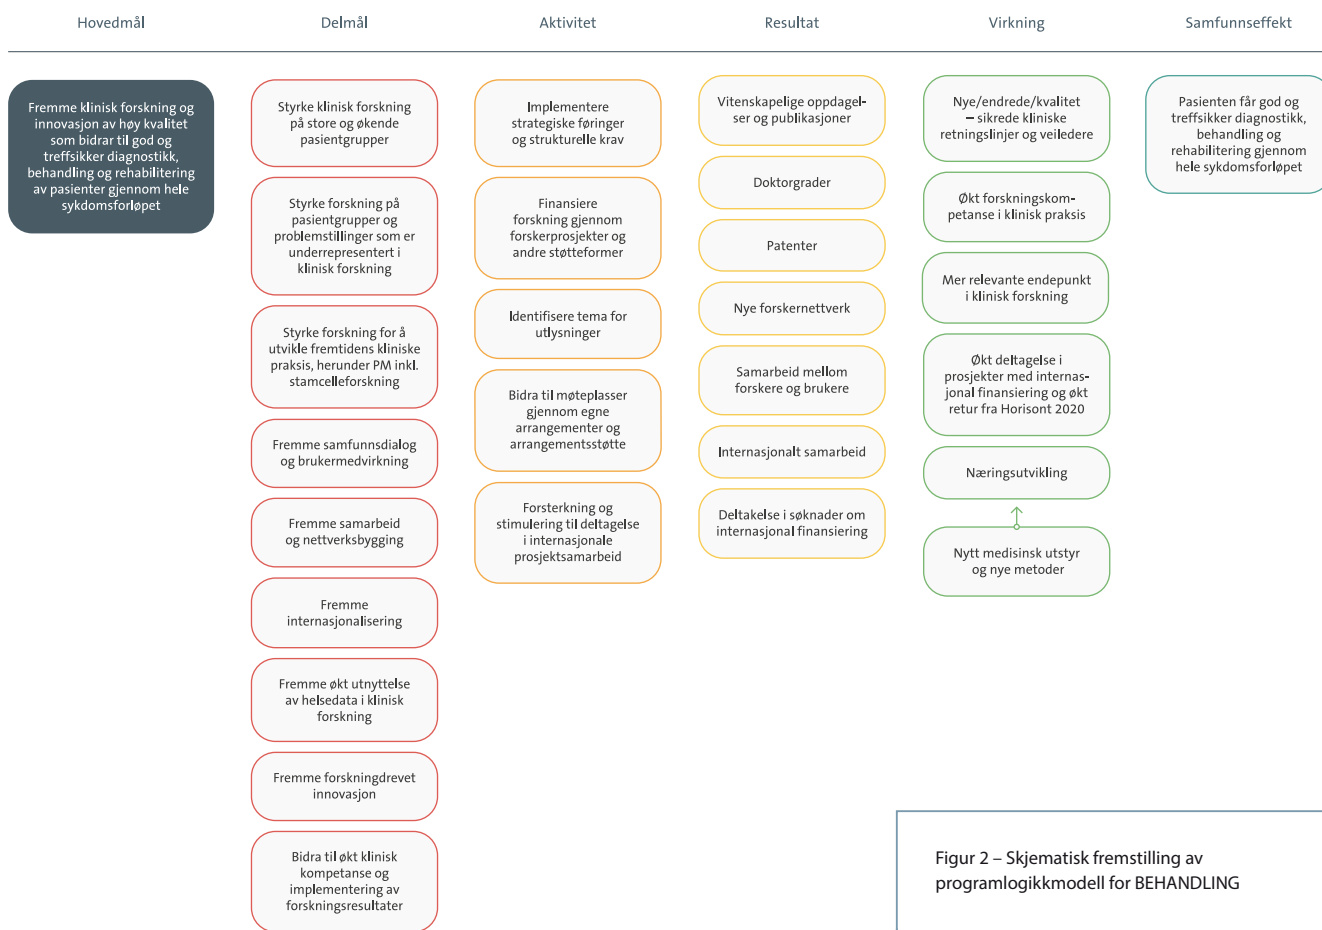 Hovedmål
Delmål
Aktivitet
Resultat
Virkning
Samfunnseffekt
Fremme klinisk forskning og
innovasjon av høy kvalitet
som bidrar til god og
treffsikker diagnostikk,
behandling og rehabilitering
av pasienter gjennom hele
sykdomsforløpet
Styrke klinisk forskning
på store og økende
pasientgrupper
Styrke forskning på
pasientgrupper og
problemstillinger som er
underrepresentert i
klinisk forskning
Styrke forskning for å
utvikle fremtidens kliniske
praksis, herunder PM inkl.
stamcelleforskning
Fremme samfunnsdialog
og brukermedvirkning
Fremme samarbeid
og nettverksbygging
Fremme
internasjonalisering
Fremme økt utnyttelse
av helsedata i klinisk
forskning
Fremme forskningdrevet
innovasjon
Bidra til økt klinisk
kompetanse og
implementering av
forskningsresultater
Implementere
strategiske føringer
og strukturelle krav
Finansiere
forskning gjennom
forskerprosjekter og
andre støtteformer
Identifisere tema for
utlysninger
Bidra til møteplasser
gjennom egne
arrangementer og
arrangementsstøtte
Forsterkning og
stimulering til deltagelse
i internasjonale
prosjektsamarbeid
Vitenskapelige oppdagel-
ser og publikasjoner
Doktorgrader
Patenter
Nye forskernettverk
Samarbeid mellom
forskere og brukere
Internasjonalt samarbeid
Deltakelse i søknader om
internasjonal finansiering
Nye/endrede/kvalitet
– sikrede kliniske
retningslinjer og veiledere
Økt forskningskom-
petanse i klinisk praksis
Mer relevante endepunkt
i klinisk forskning
Økt deltagelse i
prosjekter med internas-
jonal finansiering og økt
retur fra Horisont 2020
Næringsutvikling
Nytt medisinsk utstyr
og nye metoder
Pasienten får god og
treffsikker diagnostikk,
behandling og
rehabilitering gjennom
hele sykdomsforløpet
Figur 2 – Skjematisk fremstilling av
programlogikkmodell for BEHANDLING